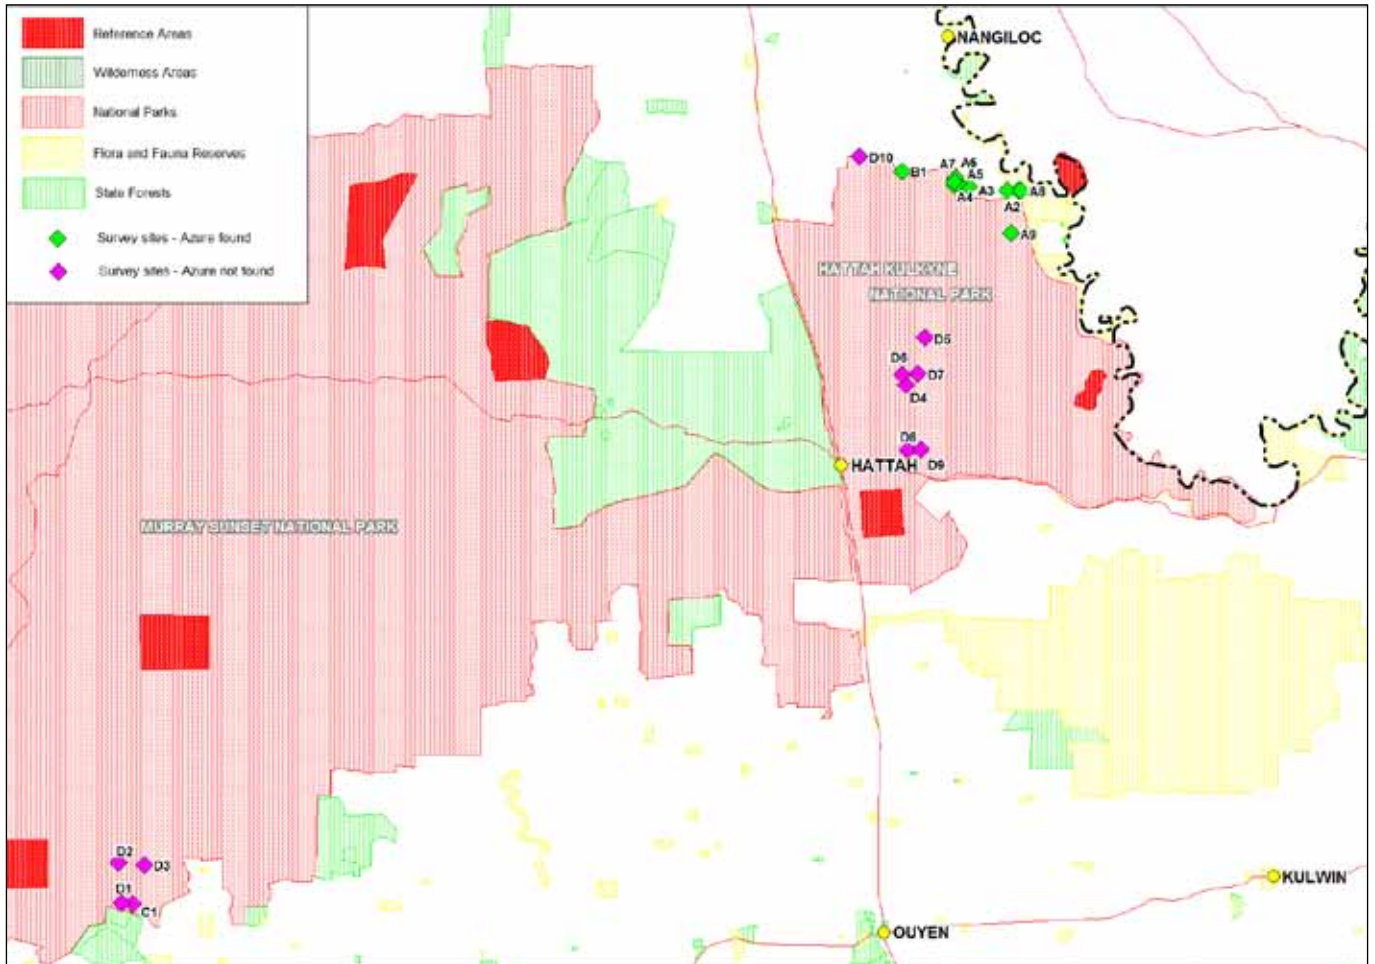 Reference Areas
Wilderness Areas
National Parks
Flora and Fauna Reserves
State Forests
Survey sites - Azure found
Survey sites - Azure not found
NANGILOC
D10
B1
A7
A6
A5
A4
A3
A2
A8
A9
HATTAH KULKYNE
NATIONAL PARK
D5
D6
D7
D4
D8
D9
HATTAH
MURRAY SUNSET NATIONAL PARK
D2
D3
D1
C1
KULWIN
OUYEN